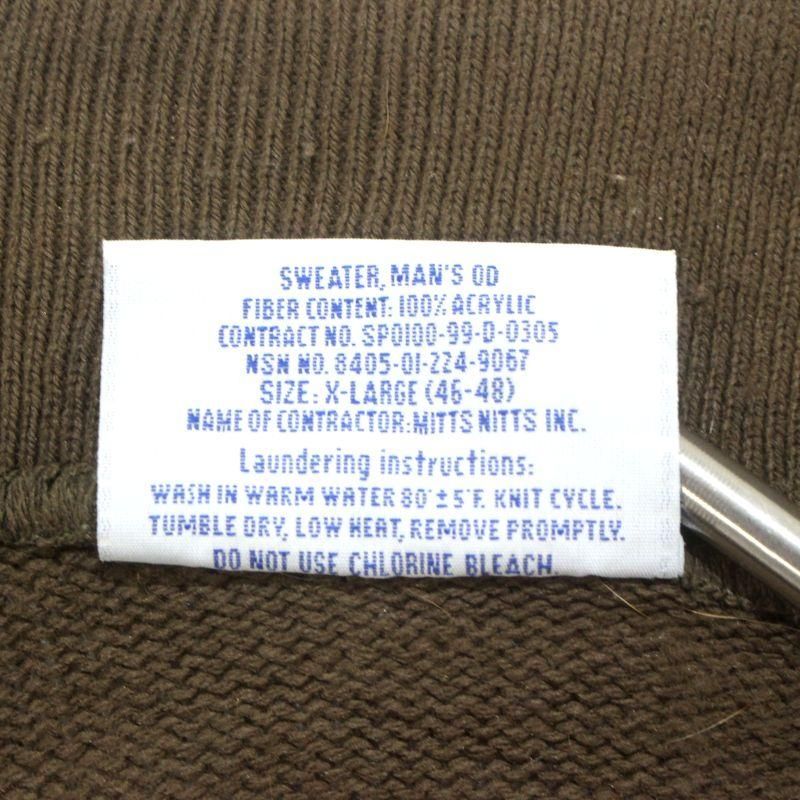 SWEATER, MAN'S OD
FIBER CONTENT: 100% ACRYLIC
CONTRACT NO. SP0100-99-D-0305
NSN NO. 8405-01-224-9067
SIZE: X-LARGE (46-48)
NAME OF CONTRACTOR: MITTS NITTS INC.
Laundering instructions:
WASH IN WARM WATER 80° ± 5°F. KNIT CYCLE.
TUMBLE DRY, LOW HEAT, REMOVE PROMPTLY.
DO NOT USE CHLORINE BLEACH